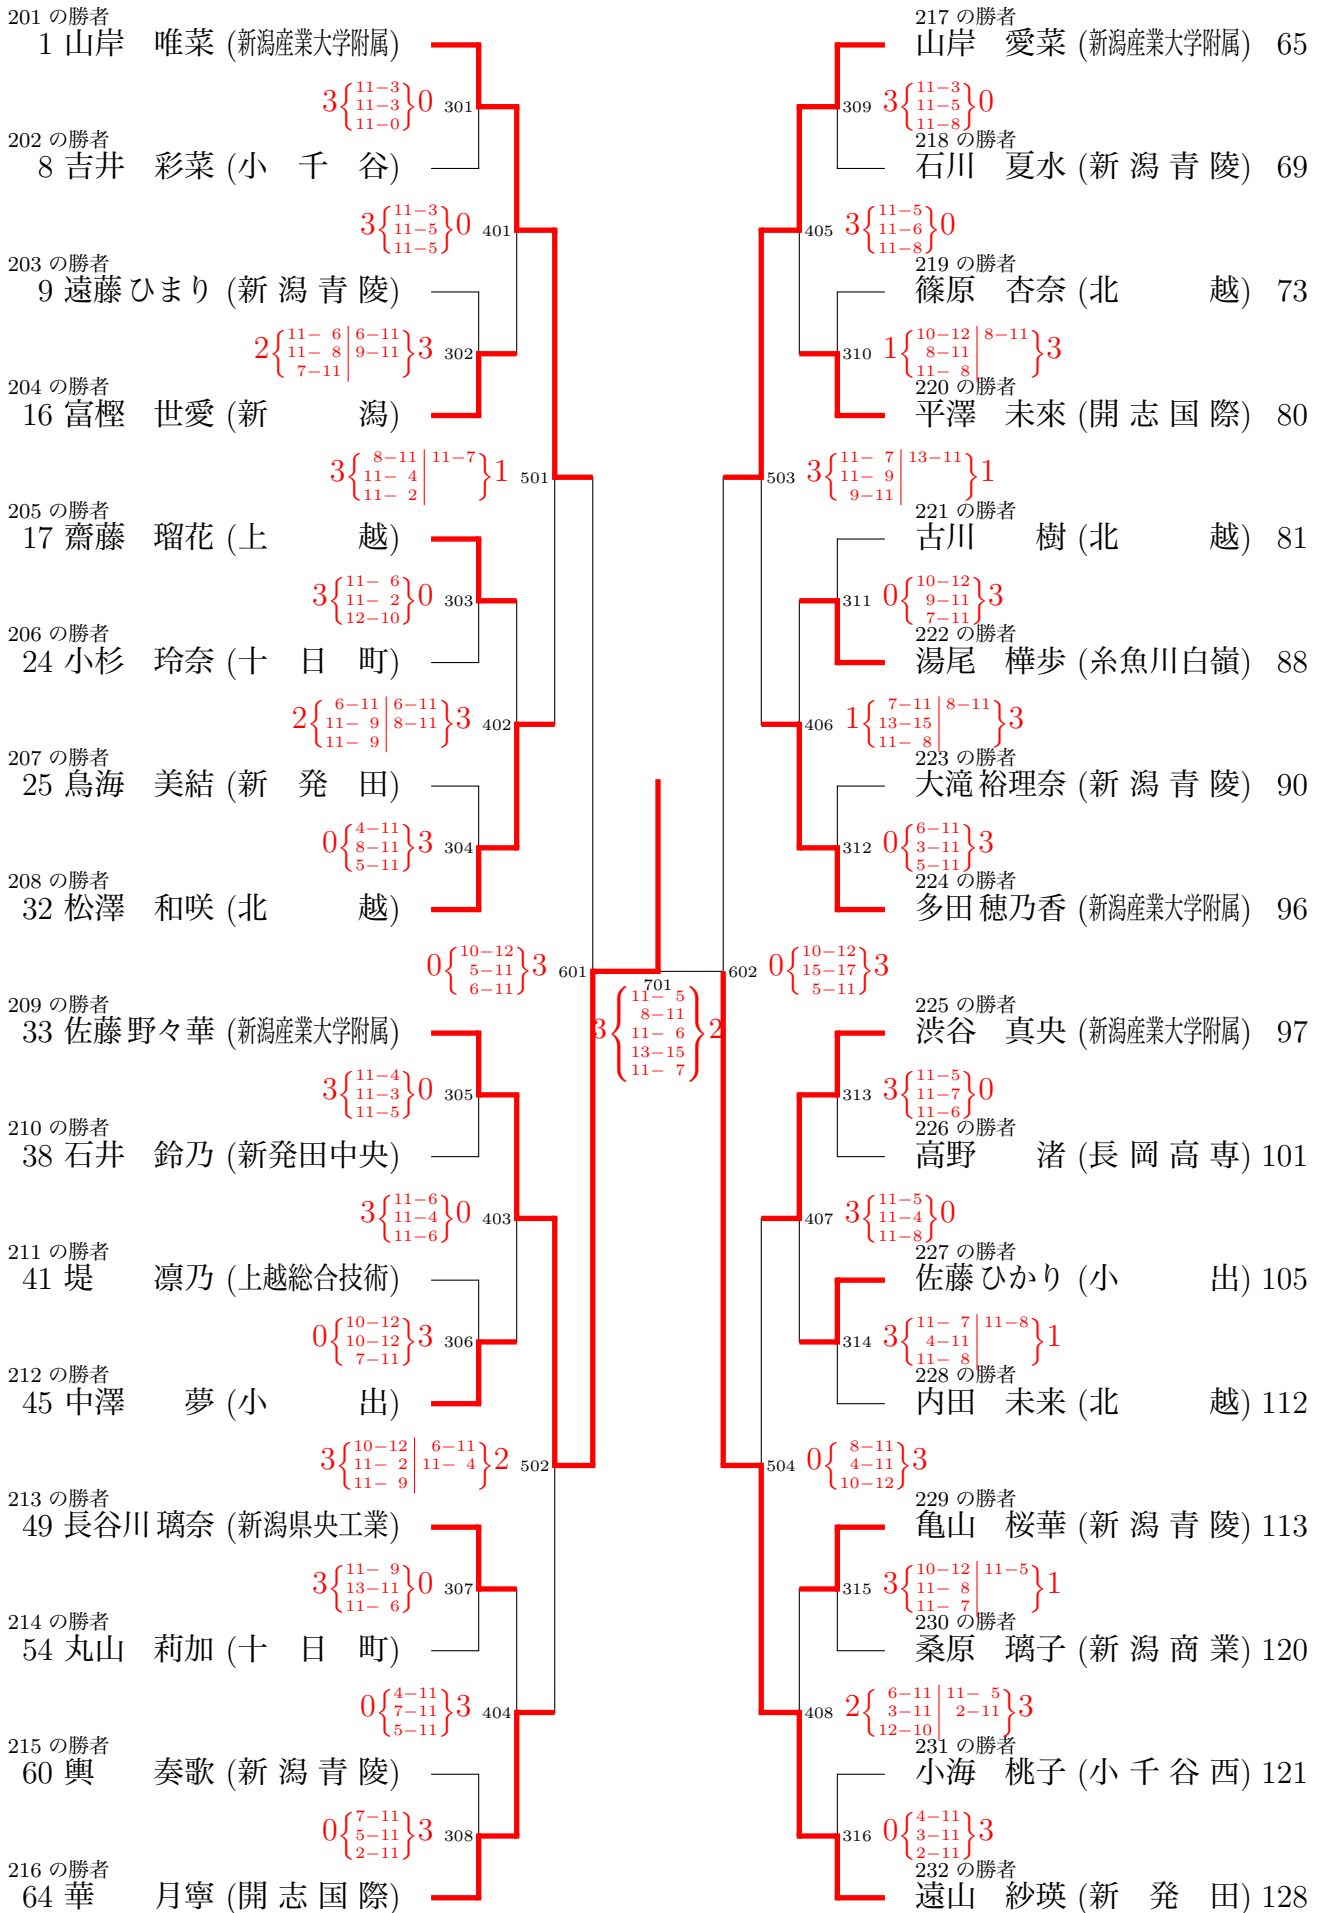 201 の勝者
1 山岸 唯菜 (新潟産業大学附属)
3{11-3 11-3 11-0}0 301
202 の勝者
8 吉井 彩菜 (小千谷)
3{11-3 11-5 11-5}0 401
203 の勝者
9 遠藤ひまり (新潟青陵)
2{11-6 11-8 7-11 | 6-11 9-11}3 302
204 の勝者
16 富樫 世愛 (新潟)
3{8-11 11-4 11-2 | 11-7}1 501
205 の勝者
17 齋藤 瑠花 (上越)
3{11-6 11-2 12-10}0 303
206 の勝者
24 小杉 玲奈 (十日町)
2{6-11 11-9 11-9 | 6-11 8-11}3 402
207 の勝者
25 鳥海 美結 (新発田)
0{4-11 8-11 5-11}3 304
208 の勝者
32 松澤 和咲 (北越)
0{10-12 5-11 6-11}3 601
209 の勝者
33 佐藤野々華 (新潟産業大学附属)
3{11-4 11-3 11-5}0 305
210 の勝者
38 石井 鈴乃 (新発田中央)
3{11-6 11-4 11-6}0 403
211 の勝者
41 堤 凛乃 (上越総合技術)
0{10-12 10-12 7-11}3 306
212 の勝者
45 中澤 夢 (小出)
3{10-12 11-2 11-9 | 6-11 11-4}2 502
213 の勝者
49 長谷川璃奈 (新潟県央工業)
3{11-9 13-11 11-6}0 307
214 の勝者
54 丸山 莉加 (十日町)
0{4-11 7-11 5-11}3 404
215 の勝者
60 輿 奏歌 (新潟青陵)
0{7-11 5-11 2-11}3 308
216 の勝者
64 華 月寧 (開志国際)
701
3{11-5 8-11 11-6 13-15 11-7}2
217 の勝者
山岸 愛菜 (新潟産業大学附属) 65
309 3{11-3 11-5 11-8}0
218 の勝者
石川 夏水 (新潟青陵) 69
405 3{11-5 11-6 11-8}0
219 の勝者
篠原 杏奈 (北越) 73
310 1{10-12 8-11 11-8 | 8-11}3
220 の勝者
平澤 未來 (開志国際) 80
503 3{11-7 11-9 9-11 | 13-11}1
221 の勝者
古川 樹 (北越) 81
311 0{10-12 9-11 7-11}3
222 の勝者
湯尾 樺歩 (糸魚川白嶺) 88
406 1{7-11 13-15 11-8 | 8-11}3
223 の勝者
大滝裕理奈 (新潟青陵) 90
312 0{6-11 3-11 5-11}3
224 の勝者
多田穂乃香 (新潟産業大学附属) 96
602 0{10-12 15-17 5-11}3
225 の勝者
渋谷 真央 (新潟産業大学附属) 97
313 3{11-5 11-7 11-6}0
226 の勝者
高野 渚 (長岡高専) 101
407 3{11-5 11-4 11-8}0
227 の勝者
佐藤ひかり (小出) 105
314 3{11-7 4-11 11-8 | 11-8}1
228 の勝者
内田 未来 (北越) 112
504 0{8-11 4-11 10-12}3
229 の勝者
亀山 桜華 (新潟青陵) 113
315 3{10-12 11-8 11-7 | 11-5}1
230 の勝者
桑原 璃子 (新潟商業) 120
408 2{6-11 3-11 12-10 | 11-5 2-11}3
231 の勝者
小海 桃子 (小千谷西) 121
316 0{4-11 3-11 2-11}3
232 の勝者
遠山 紗瑛 (新発田) 128